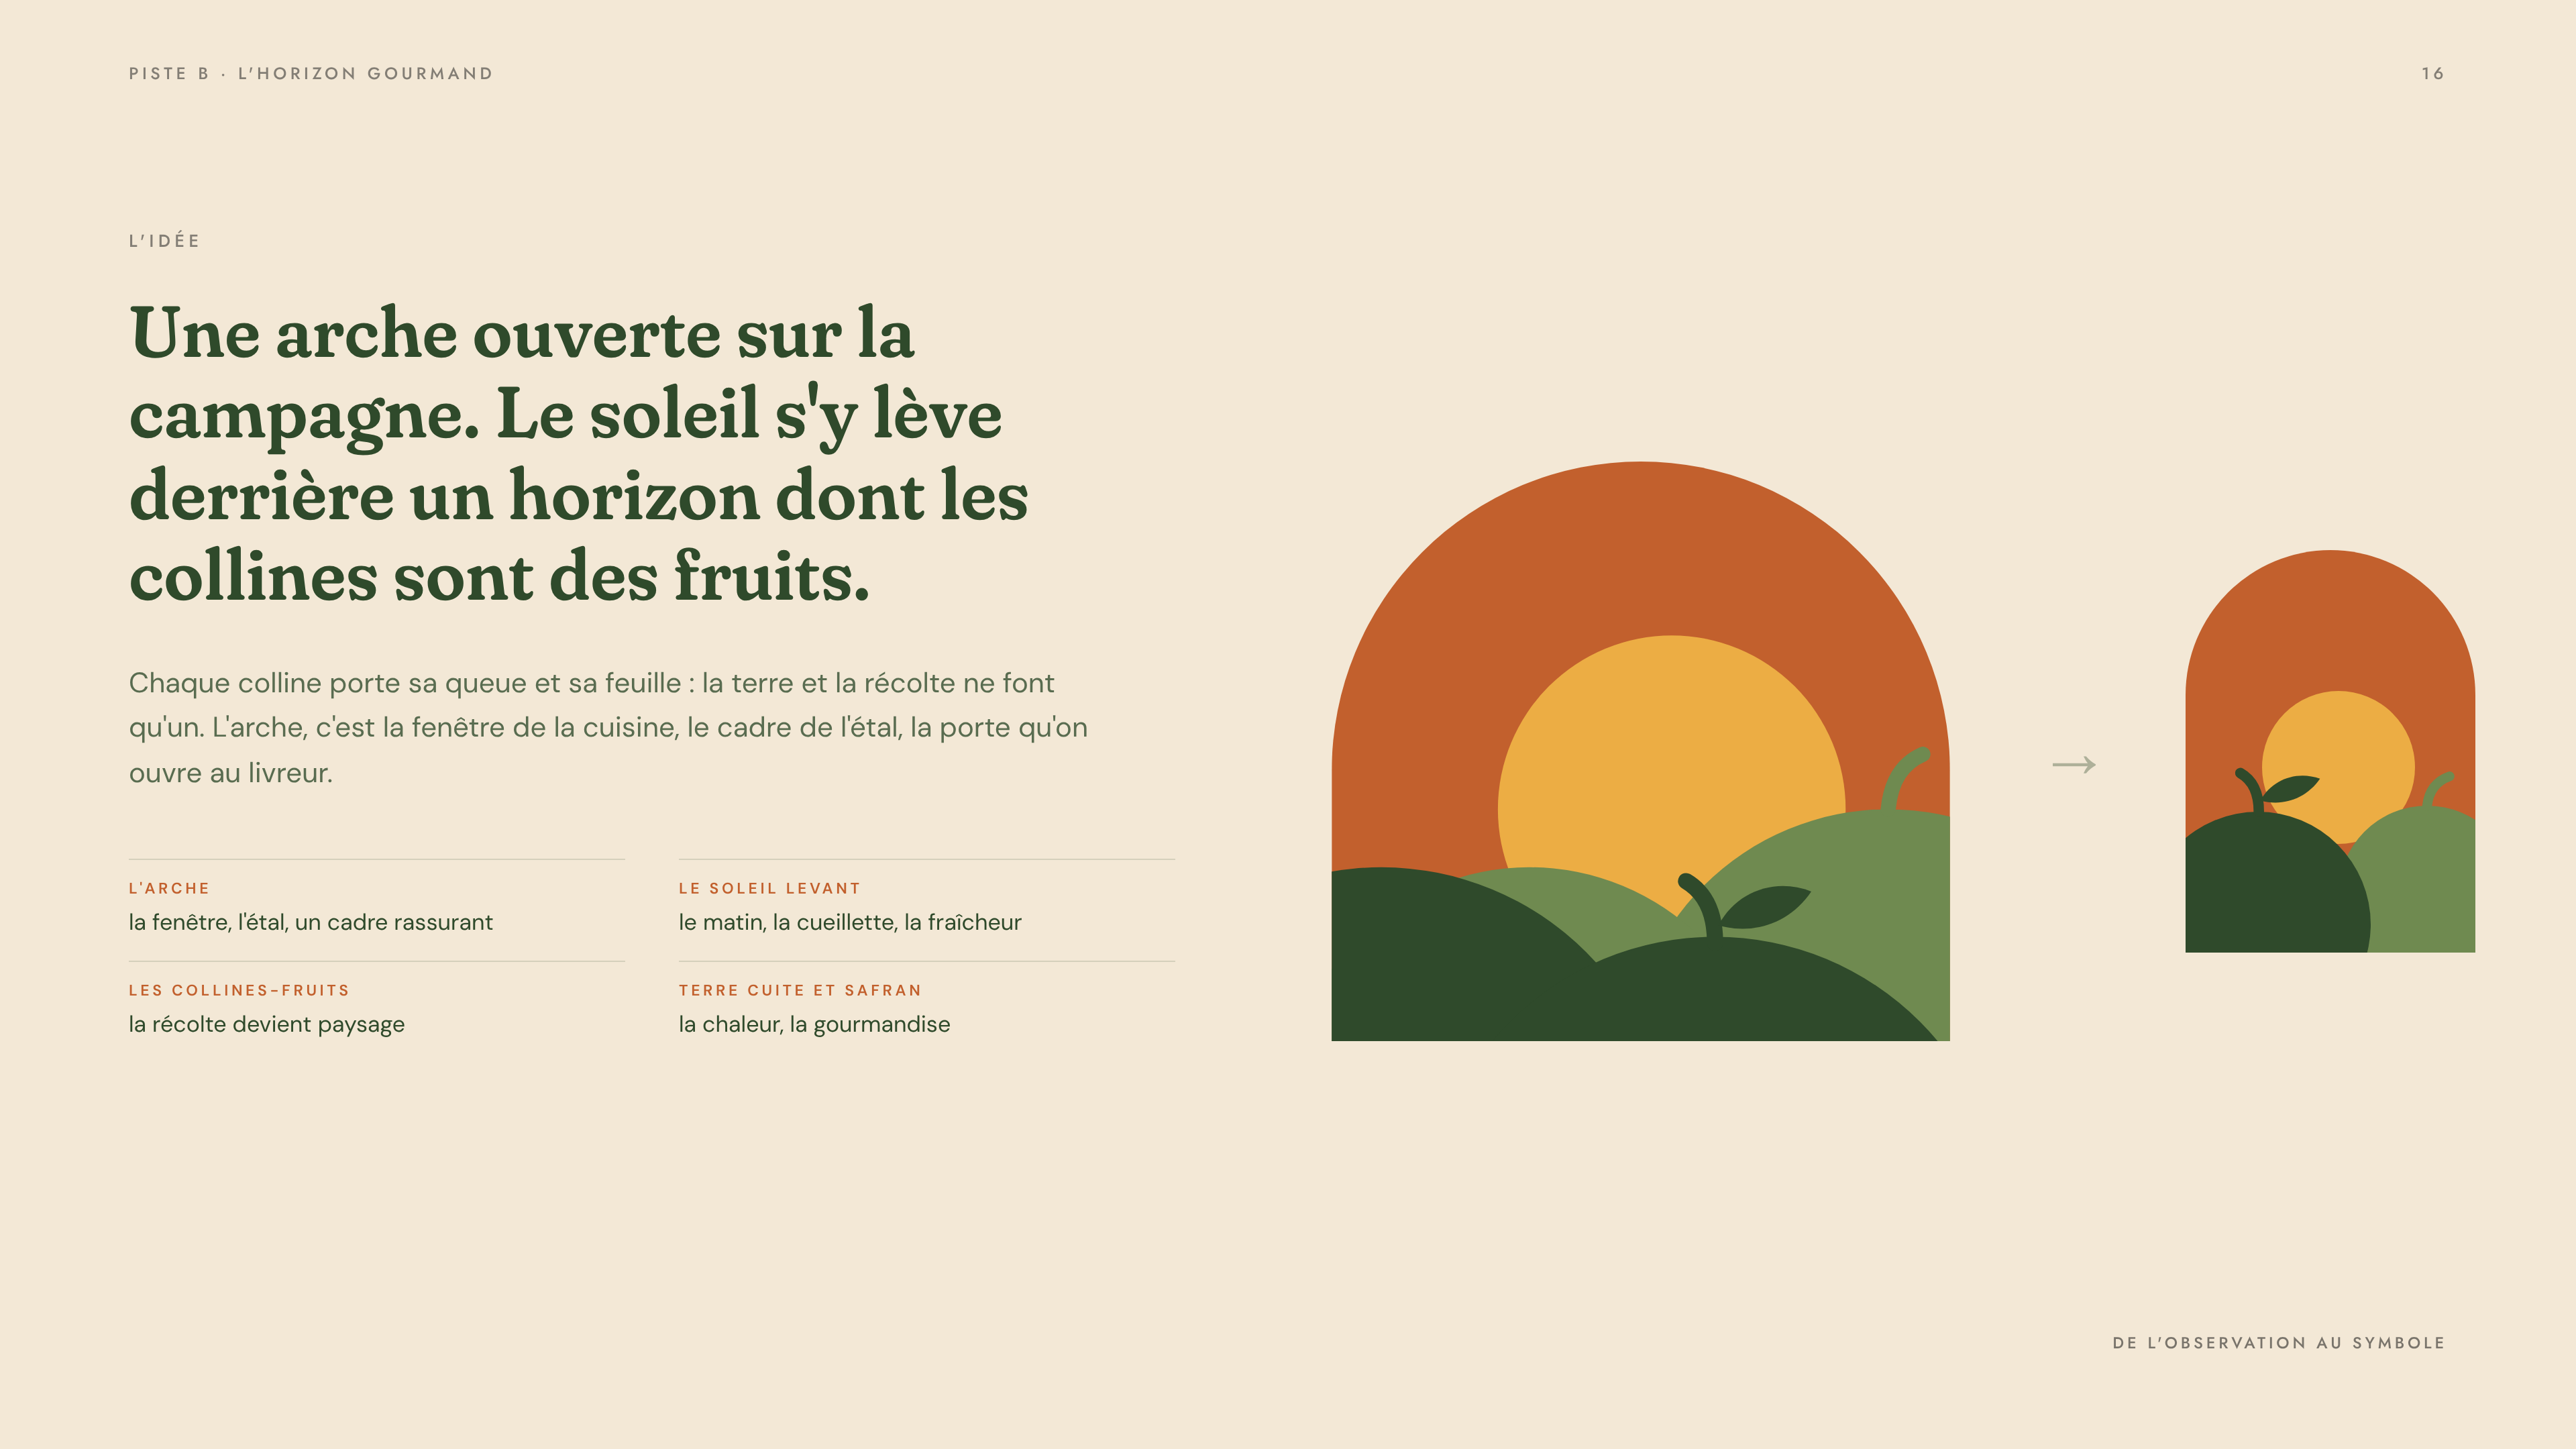 PISTE B · L'HORIZON GOURMAND
16
L'IDÉE
Une arche ouverte sur la
campagne. Le soleil s'y lève
derrière un horizon dont les
collines sont des fruits.
Chaque colline porte sa queue et sa feuille : la terre et la récolte ne font
qu'un. L'arche, c'est la fenêtre de la cuisine, le cadre de l'étal, la porte qu'on
ouvre au livreur.
L'ARCHE
la fenêtre, l'étal, un cadre rassurant
LE SOLEIL LEVANT
le matin, la cueillette, la fraîcheur
LES COLLINES-FRUITS
la récolte devient paysage
TERRE CUITE ET SAFRAN
la chaleur, la gourmandise
→
DE L'OBSERVATION AU SYMBOLE